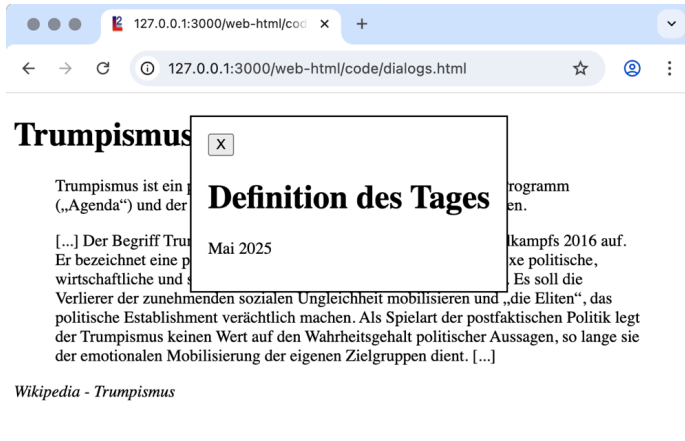 127.0.0.1:3000/web-html/cod
127.0.0.1:3000/web-html/code/dialogs.html
Trumpismus
X
Definition des Tages
Mai 2025
Trumpismus ist ein rogramm
(„Agenda“) und der en.
[...] Der Begriff lkampfs 2016 auf.
Er bezeichnet eine xe politische,
wirtschaftliche und Es soll die
Verlierer der zunehmenden sozialen Ungleichheit mobilisieren und „die Eliten“, das
politische Establishment verächtlich machen. Als Spielart der postfaktischen Politik legt
der Trumpismus keinen Wert auf den Wahrheitsgehalt politischer Aussagen, so lange sie
der emotionalen Mobilisierung der eigenen Zielgruppen dient. [...]
Wikipedia - Trumpismus